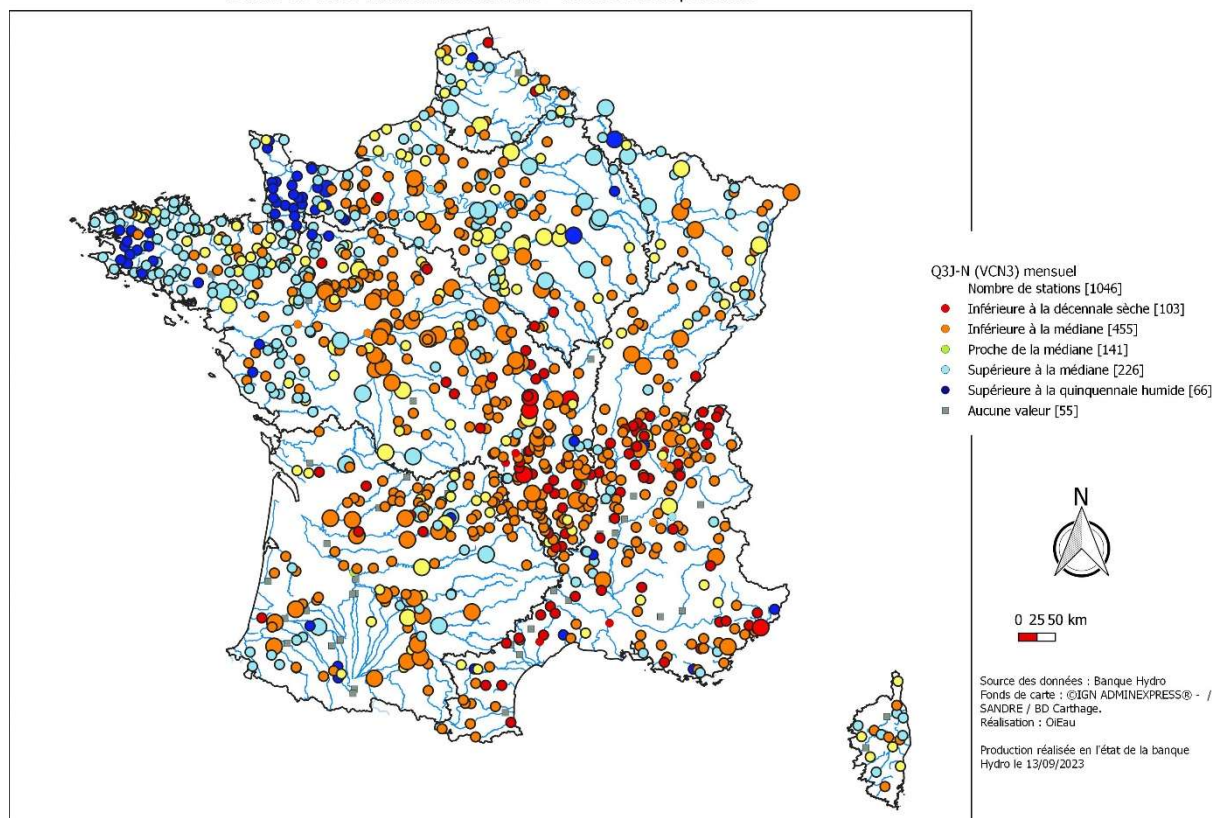 Q3J-N (VCN3) mensuel
Nombre de stations [1046]
Inférieure à la décennale sèche [103]
Inférieure à la médiane [455]
Proche de la médiane [141]
Supérieure à la médiane [226]
Supérieure à la quinquennale humide [66]
Aucune valeur [55]
N
0 25 50 km
Source des données : Banque Hydro
Fonds de carte : ©IGN ADMINEXPRESS® - /
SANDRE / BD Carthage.
Réalisation : OiEau
Production réalisée en l'état de la banque
Hydro le 13/09/2023